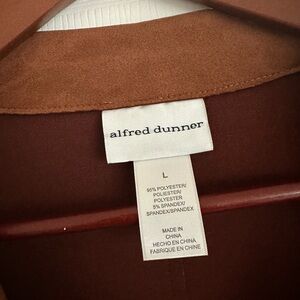 alfred dunner
L
95% POLYESTER/
POLIESTER/
POLYESTER
5% SPANDEX/
SPANDEX/SPANDEX
MADE IN
CHINA
HECHO EN CHINA
FABRIQUE EN CHINE